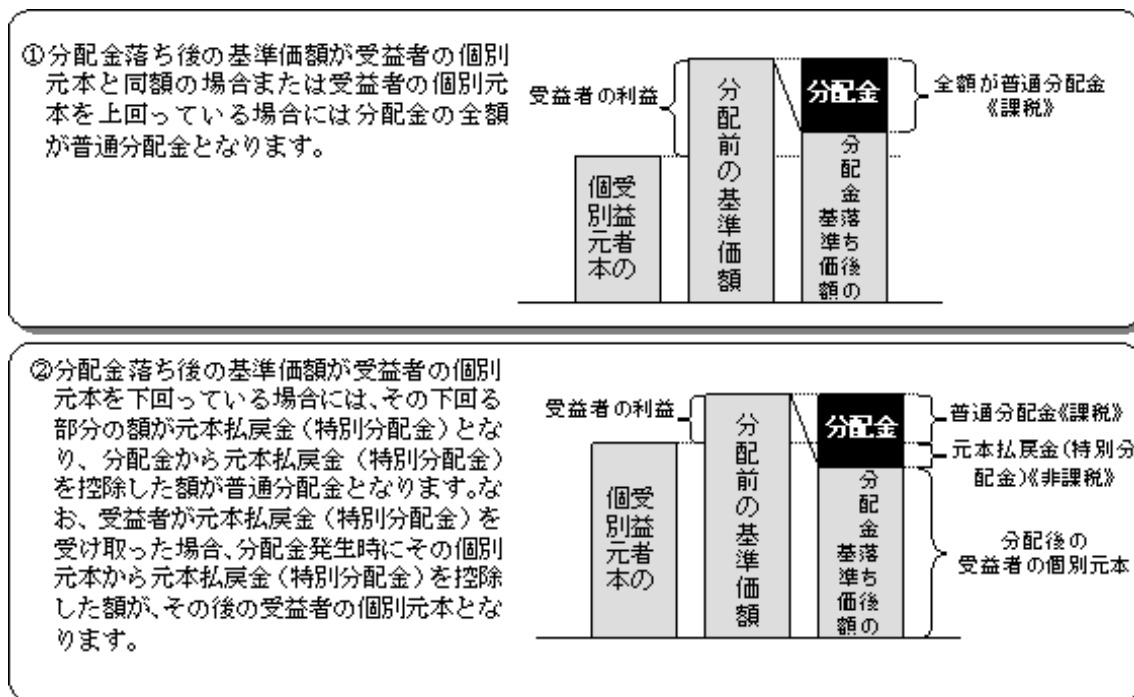 ①分配金落ち後の基準価額が受益者の個別
元本と同額の場合または受益者の個別元
本を上回っている場合には分配金の全額
が普通分配金となります。
受益者の利益
受益者の
個別元本
分配前の基準価額
分配金
分配金落ち後の
基準価額
全額が普通分配金
《課税》
②分配金落ち後の基準価額が受益者の個別
元本を下回っている場合には、その下回る
部分の額が元本払戻金(特別分配金)とな
り、分配金から元本払戻金(特別分配金)
を控除した額が普通分配金となります。な
お、受益者が元本払戻金(特別分配金)を
受け取った場合、分配金発生時にその個別
元本から元本払戻金(特別分配金)を控除
した額が、その後の受益者の個別元本とな
ります。
受益者の利益
受益者の
個別元本
分配前の基準価額
分配金
分配金落ち後の
基準価額
普通分配金《課税》
元本払戻金(特別分
配金)《非課税》
分配後の
受益者の個別元本